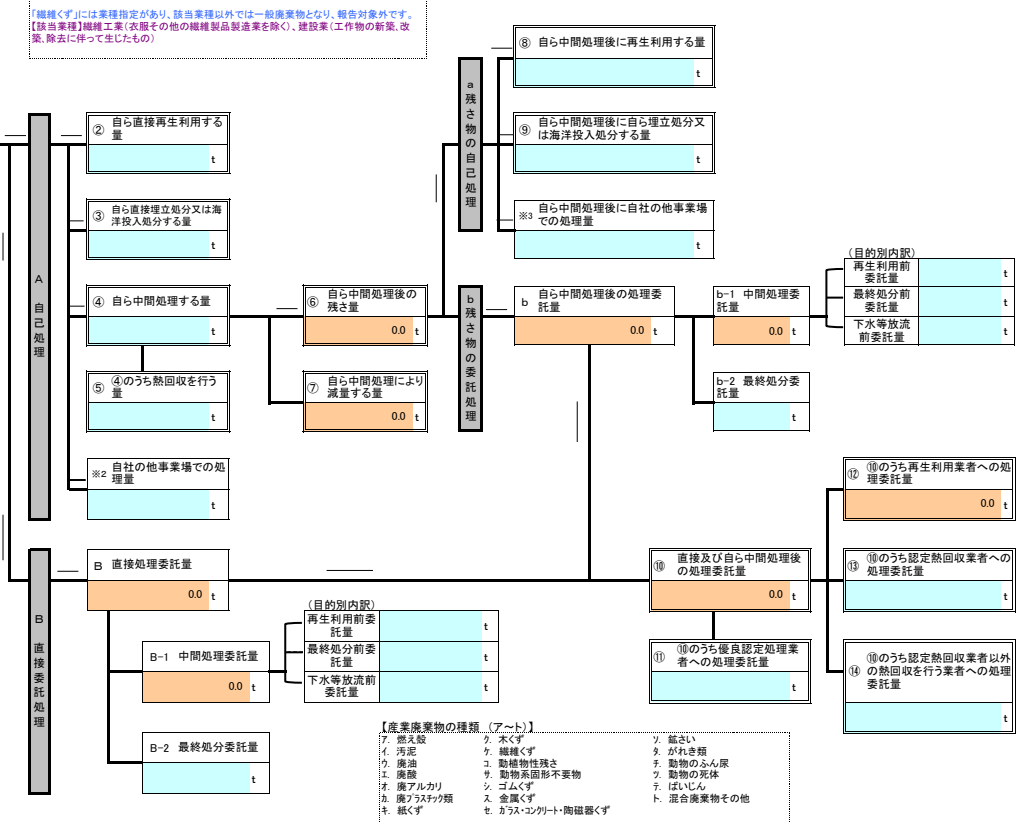 「繊維くず」には業種指定があり、該当業種以外では一般廃棄物となり、報告対象外です。
【該当業種】繊維工業（衣服その他の繊維製品製造業を除く）、建設業（工作物の新築、改
築、除去に伴って生じたもの）
⑧ 自ら中間処理後に再生利用する量
t
a 残さ物の自己処理
⑨ 自ら中間処理後に自ら埋立処分又
は海洋投入処分する量
t
※3 自ら中間処理後に自社の他事業場
での処理量
t
A 自己処理
② 自ら直接再生利用する
量
t
③ 自ら直接埋立処分又は海
洋投入処分する量
t
④ 自ら中間処理する量
t
⑤ ④のうち熱回収を行う
量
t
※2 自社の他事業場での処
理量
t
⑥ 自ら中間処理後の
残さ量
0.0 t
⑦ 自ら中間処理により
減量する量
0.0 t
b 残さ物の委託処理
b 自ら中間処理後の処理委
託量
0.0 t
b-1 中間処理委
託量
0.0 t
b-2 最終処分委
託量
t
（目的別内訳）
再生利用前
委託量
t
最終処分前
委託量
t
下水等放流
前委託量
t
B 直接委託処理
B 直接処理委託量
0.0 t
B-1 中間処理委託量
0.0 t
B-2 最終処分委託量
t
（目的別内訳）
再生利用前委
託量
t
最終処分前委
託量
t
下水等放流前
委託量
t
⑩ 直接及び自ら中間処理後
の処理委託量
0.0 t
⑪ ⑩のうち優良認定処理業
者への処理委託量
t
⑫ ⑩のうち再生利用業者への処
理委託量
0.0 t
⑬ ⑩のうち認定熱回収業者への
処理委託量
t
⑭ ⑩のうち認定熱回収業者以外
の熱回収を行う業者への処理
委託量
t
【産業廃棄物の種類 （ア～ト）】
ア. 燃え殻 ク. 木くず ソ. 鉱さい
イ. 汚泥 ケ. 繊維くず タ. がれき類
ウ. 廃油 コ. 動植物性残さ チ. 動物のふん尿
エ. 廃酸 サ. 動物系固形不要物 ツ. 動物の死体
オ. 廃アルカリ シ. ゴムくず テ. ばいじん
カ. 廃プラスチック類 ス. 金属くず ト. 混合廃棄物その他
キ. 紙くず セ. ガラス・コンクリート・陶磁器くず